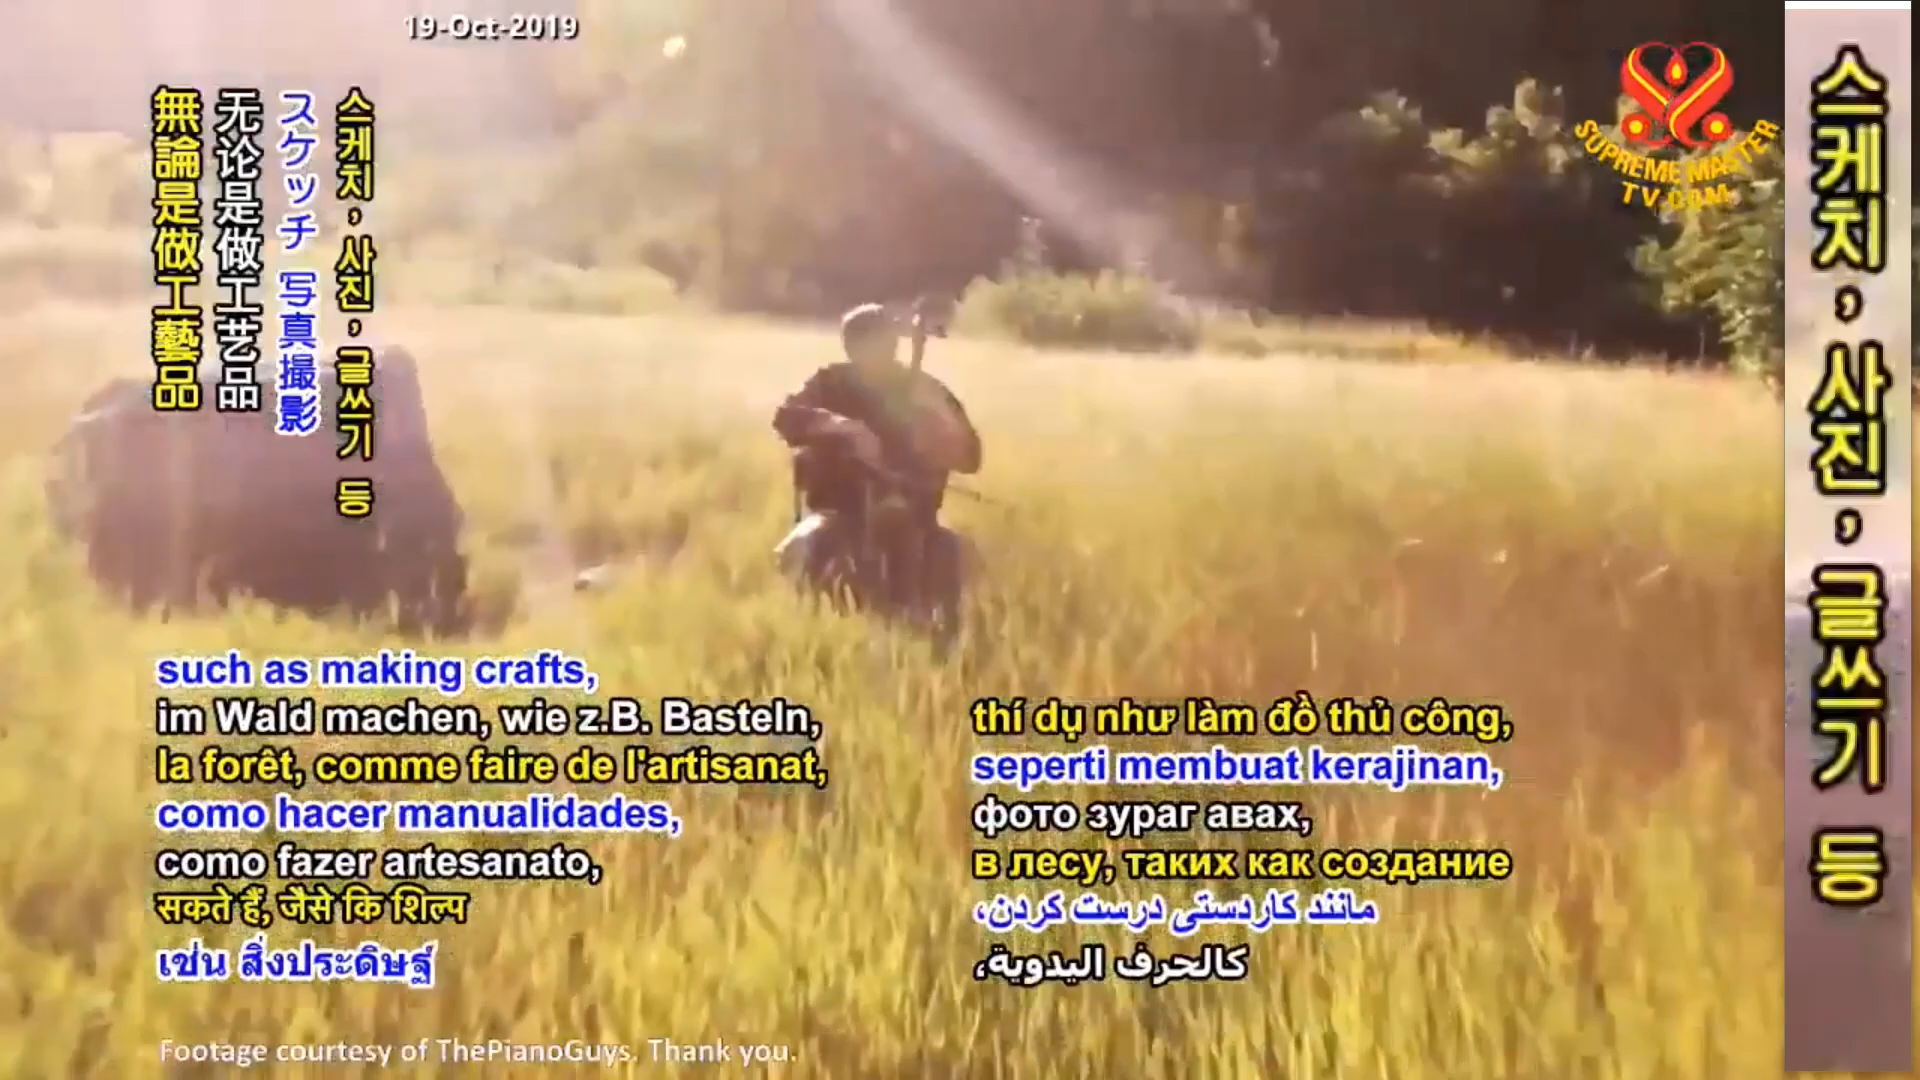 19-Oct-2019
SUPREME MASTER
TV.COM
스케치, 사진, 글쓰기 등
スケッチ 写真撮影
无论是做工艺品
無論是做工藝品
such as making crafts,
im Wald machen, wie z.B. Basteln,
la forêt, comme faire de l'artisanat,
como hacer manualidades,
como fazer artesanato,
सकते हैं, जैसे कि शिल्प
เช่น สิ่งประดิษฐ์
thí dụ như làm đồ thủ công,
seperti membuat kerajinan,
фото зураг авах,
в лесу, таких как создание
مانند کاردستی درست کردن،
كالحرف اليدوية،
Footage courtesy of ThePianoGuys. Thank you.
스케치, 사진, 글쓰기 등